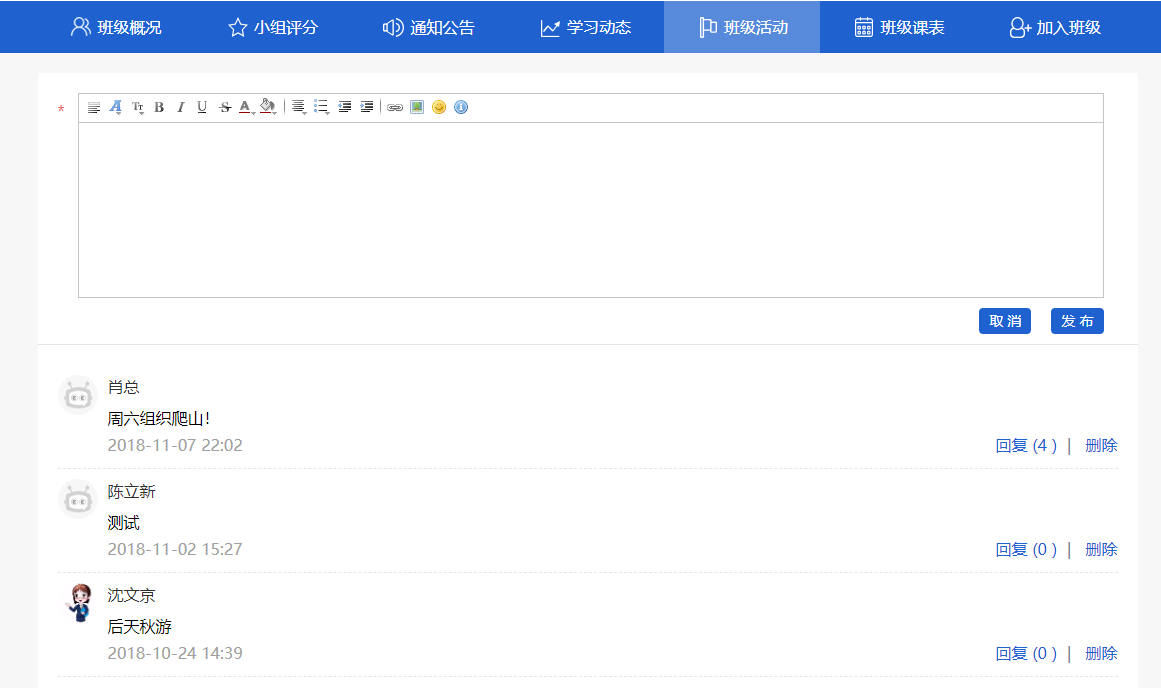 班级概况 小组评分 通知公告 学习动态 班级活动 班级课表 加入班级
*
取消 发布
肖总
周六组织爬山！
2018-11-07 22:02 回复 (4 ) | 删除
陈立新
测试
2018-11-02 15:27 回复 (0 ) | 删除
沈文京
后天秋游
2018-10-24 14:39 回复 (0 ) | 删除